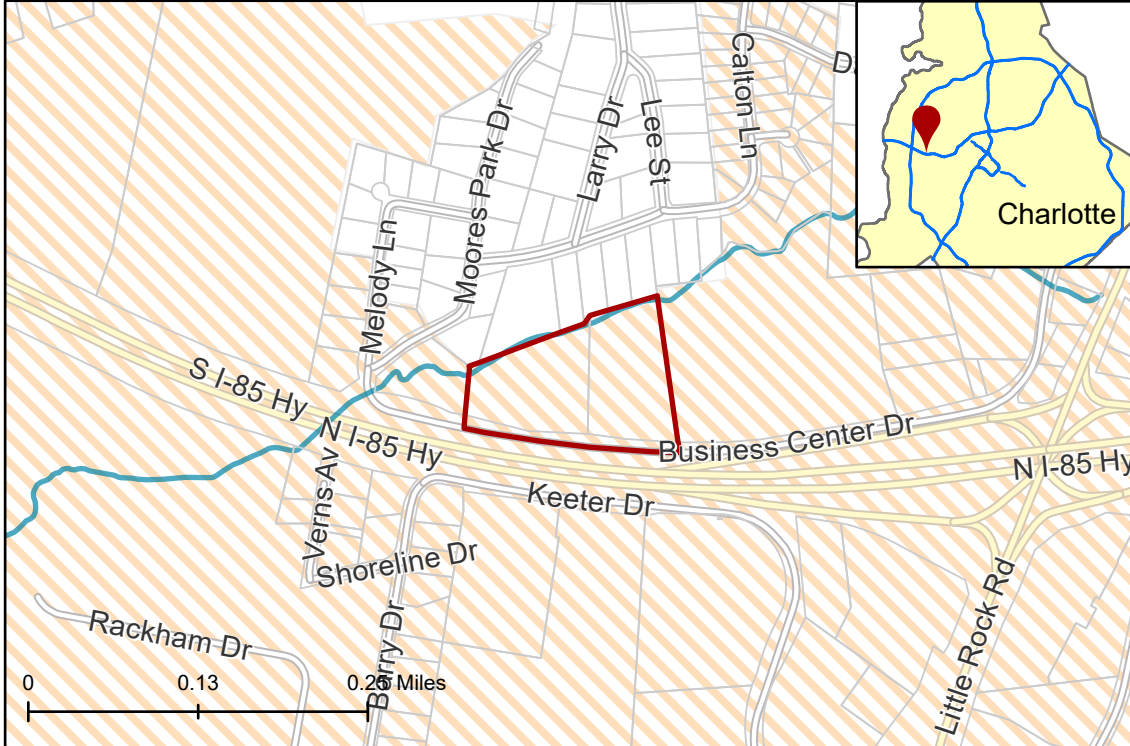 Moores Park Dr
Larry Dr
Lee St
Calton Ln
D
Charlotte
Melody Ln
S I-85 Hy
N I-85 Hy
Business Center Dr
N I-85 Hy
Keeter Dr
Verns Av
Shoreline Dr
Little Rock Rd
Rackham Dr
Barry Dr
0 0.13 0.25 Miles